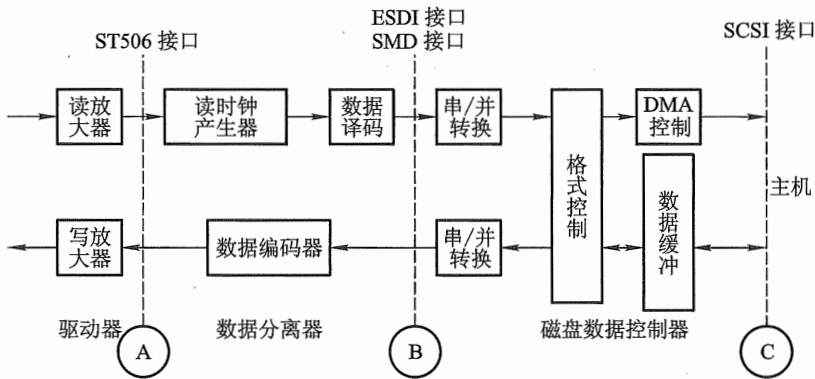 ESDI 接口
ST506 接口
SMD 接口
SCSI 接口
读放
大器
读时钟
产生器
数据
译码
串/并
转换
格式控制
DMA
控制
主机
写放
大器
数据编码器
串/并
转换
数据缓冲
驱动器
A
数据分离器
B
磁盘数据控制器
C